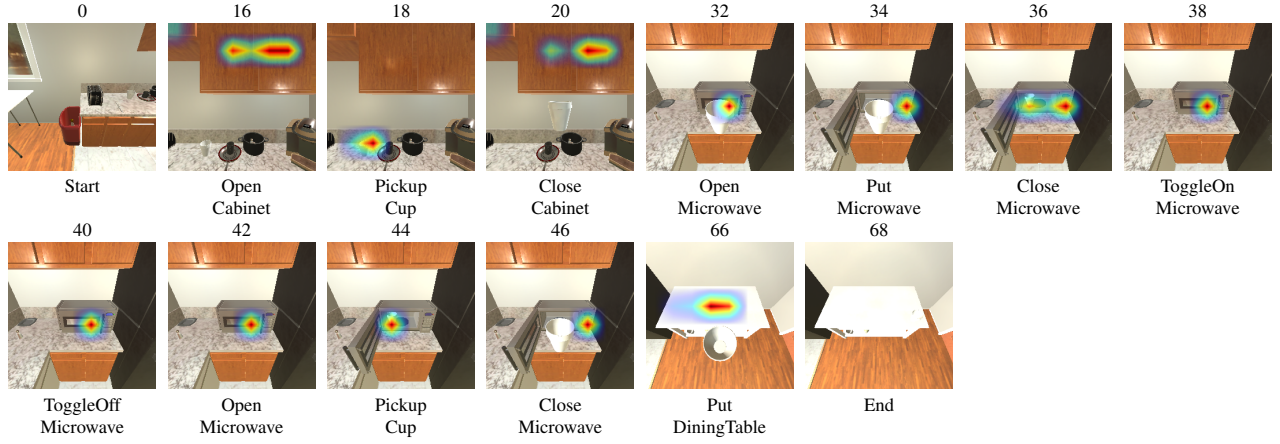 0 16 18 20 32 34 36 38
Start Open Pickup Close Open Put Close ToggleOn
Cabinet Cup Cabinet Microwave Microwave Microwave Microwave
40 42 44 46 66 68
ToggleOff Open Pickup Close Put End
Microwave Microwave Cup Microwave DiningTable